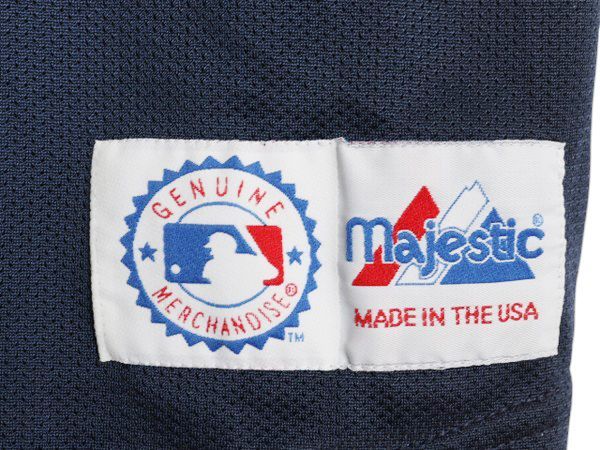 GENUINE
MERCHANDISE®
TM
Majestic®
MADE IN THE USA